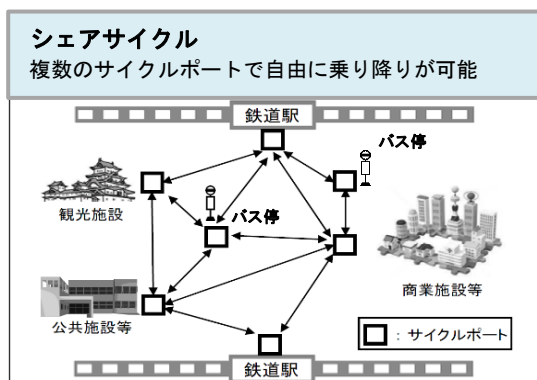 シェアサイクル
複数のサイクルポートで自由に乗り降りが可能
鉄道駅
バス停
観光施設
バス停
商業施設等
公共施設等
：サイクルポート
鉄道駅